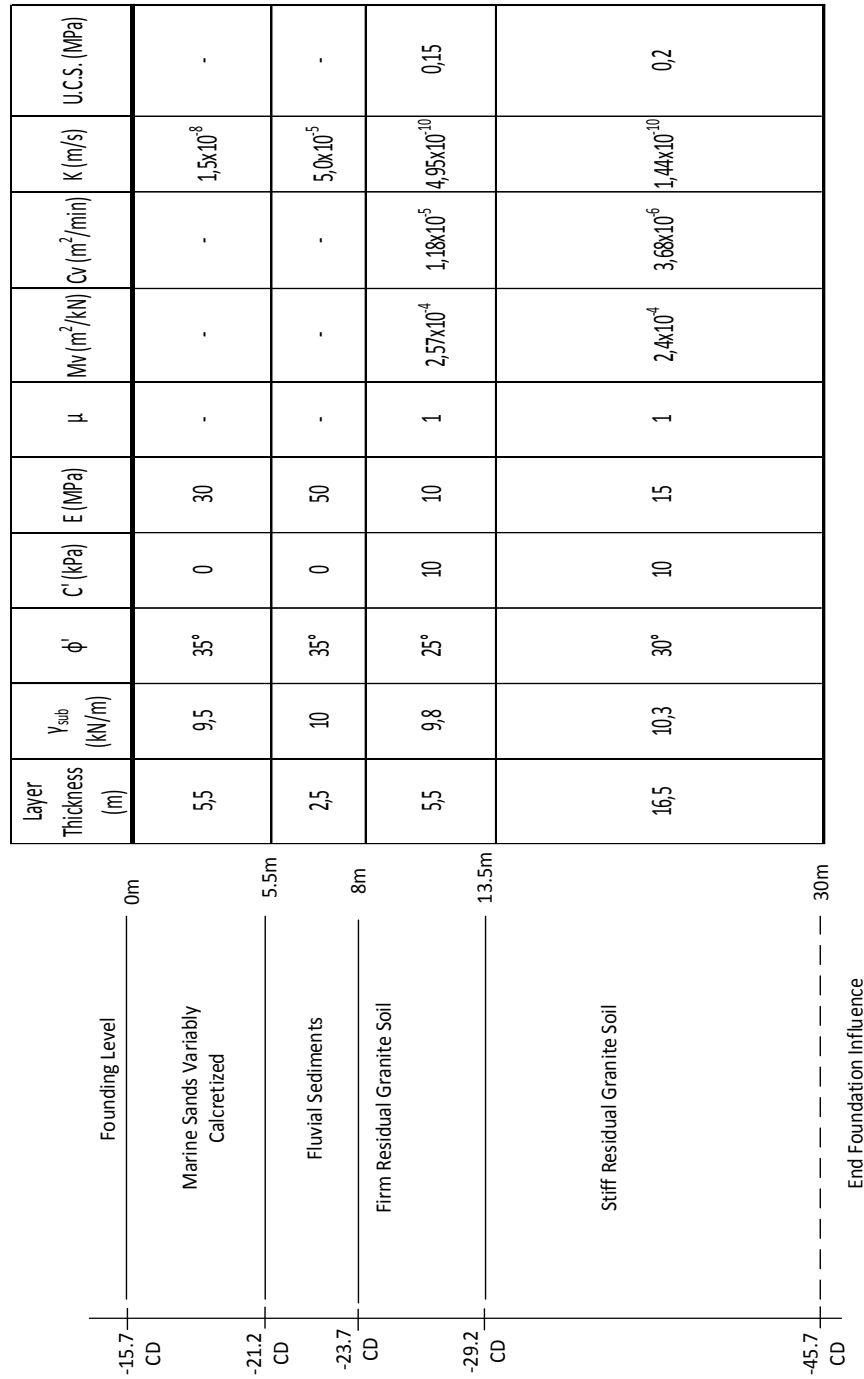 Layer
Thickness
(m)
γsub
(kN/m)
ϕ'
C' (kPa)
E (MPa)
μ
Mv (m²/kN)
Cv (m²/min)
K (m/s)
U.C.S. (MPa)
-15.7
CD
Founding Level
0m
Marine Sands Variably
Calcretized
5,5
9,5
35°
0
30
-
-
-
1,5x10⁻⁸
-
-21.2
CD
5.5m
Fluvial Sediments
2,5
10
35°
0
50
-
-
-
5,0x10⁻⁵
-
-23.7
CD
8m
Firm Residual Granite Soil
5,5
9,8
25°
10
10
1
2,57x10⁻⁴
1,18x10⁻⁵
4,95x10⁻¹⁰
0,15
-29.2
CD
13.5m
Stiff Residual Granite Soil
16,5
10,3
30°
10
15
1
2,4x10⁻⁴
3,68x10⁻⁶
1,44x10⁻¹⁰
0,2
-45.7
CD
30m
End Foundation Influence